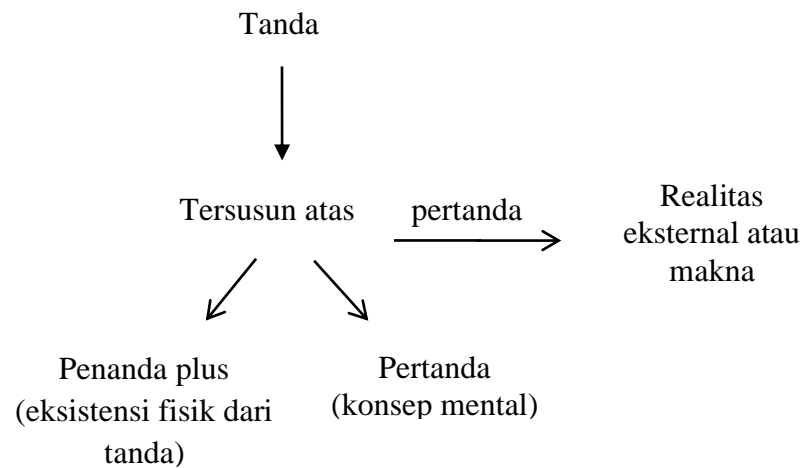 Tanda
Tersusun atas
pertanda
Realitas
eksternal atau
makna
Penanda plus
(eksistensi fisik dari
tanda)
Pertanda
(konsep mental)